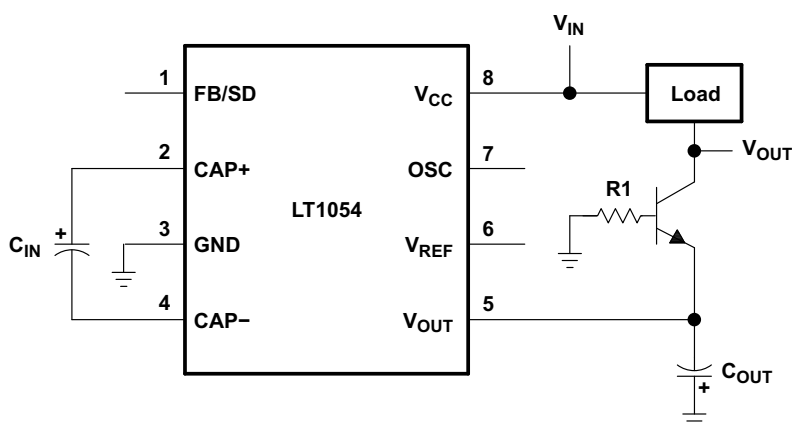 V_IN
1
FB/SD
V_CC
8
Load
2
CAP+
OSC
7
V_OUT
R1
LT1054
C_IN
+
3
GND
V_REF
6
4
CAP−
V_OUT
5
C_OUT
+